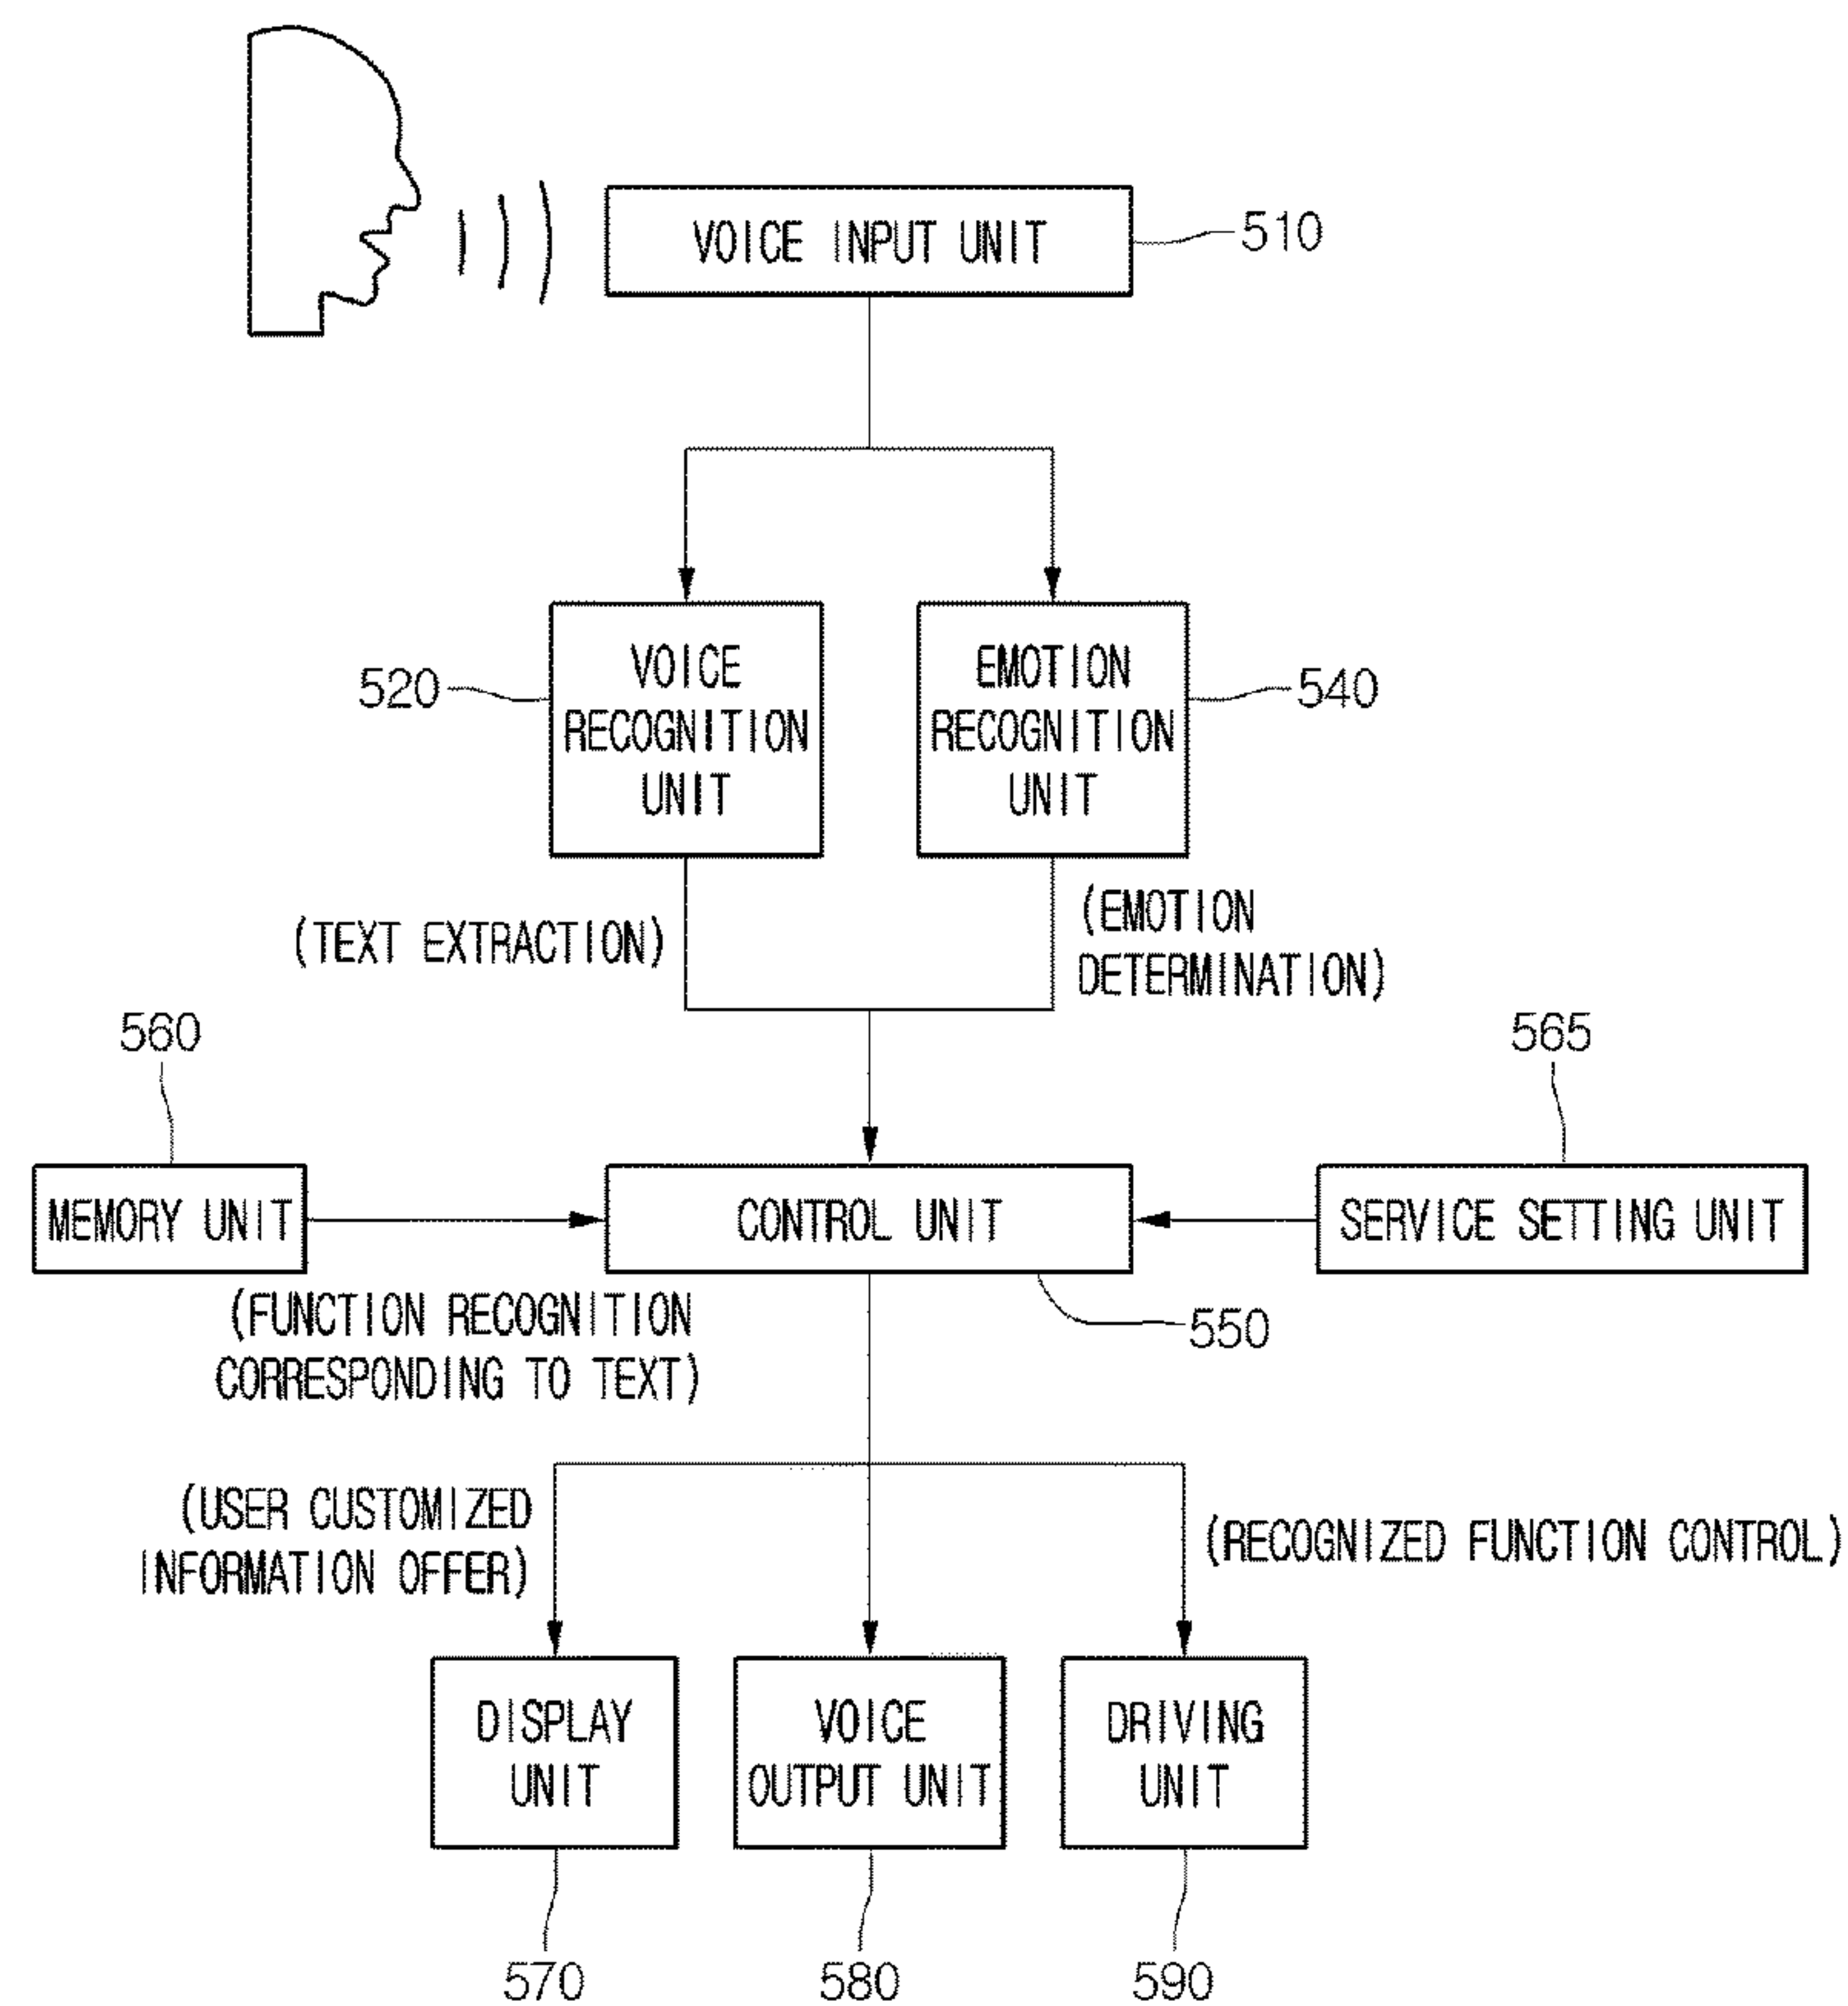 VOICE INPUT UNIT
510
520
VOICE
RECOGNITION
UNIT
EMOTION
RECOGNITION
UNIT
540
(TEXT EXTRACTION)
(EMOTION
DETERMINATION)
560
565
MEMORY UNIT
CONTROL UNIT
SERVICE SETTING UNIT
(FUNCTION RECOGNITION
CORRESPONDING TO TEXT)
550
(USER CUSTOMIZED
INFORMATION OFFER)
(RECOGNIZED FUNCTION CONTROL)
DISPLAY
UNIT
VOICE
OUTPUT UNIT
DRIVING
UNIT
570
580
590